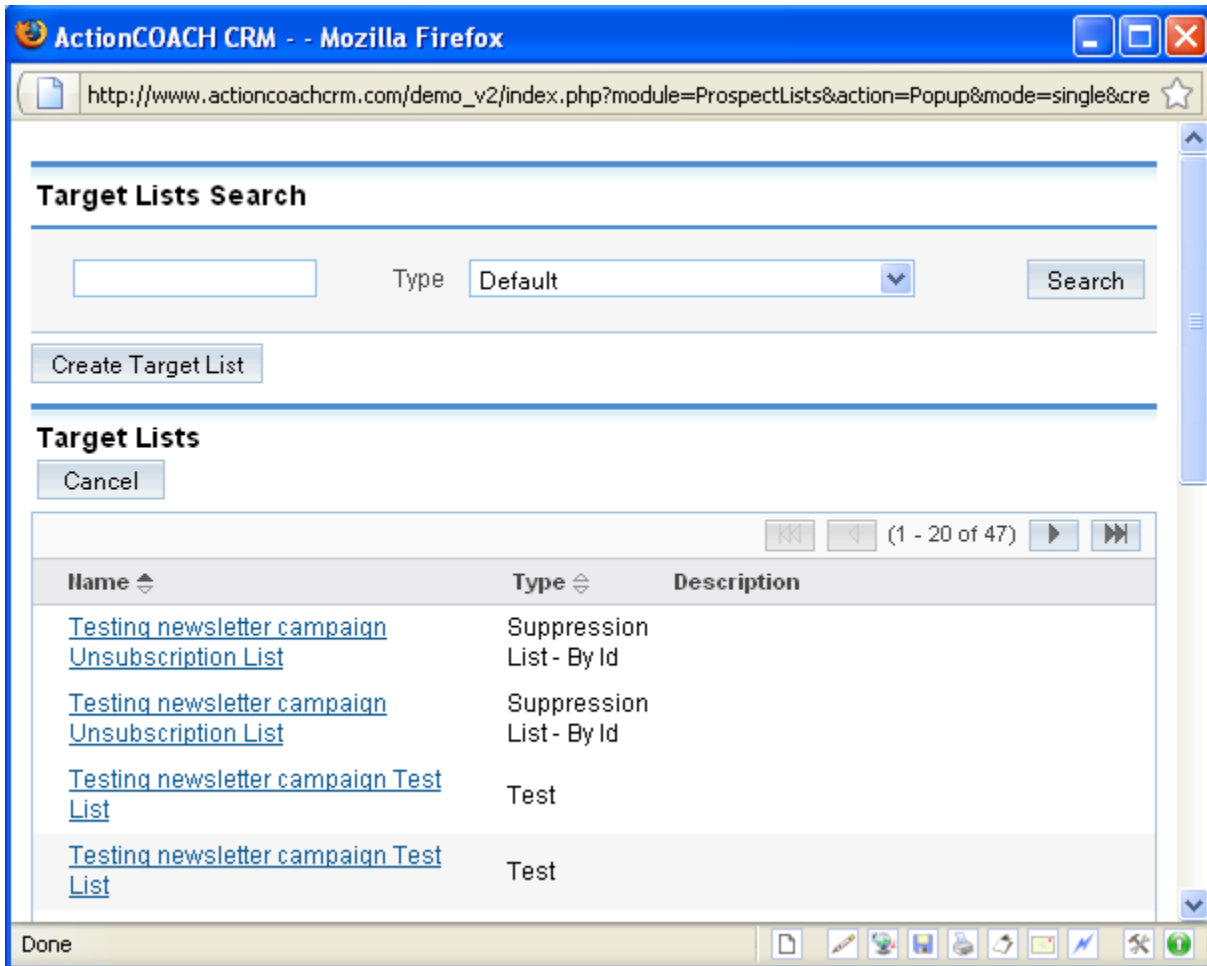 ActionCOACH CRM - - Mozilla Firefox
http://www.actioncoachcrm.com/demo_v2/index.php?module=ProspectLists&action=Popup&mode=single&cre
Target Lists Search
Type Default Search
Create Target List
Target Lists
Cancel
(1 - 20 of 47)
Name Type Description
Testing newsletter campaign Suppression
Unsubscription List List - By Id
Testing newsletter campaign Suppression
Unsubscription List List - By Id
Testing newsletter campaign Test
List
Test
Testing newsletter campaign Test
List
Test
Done